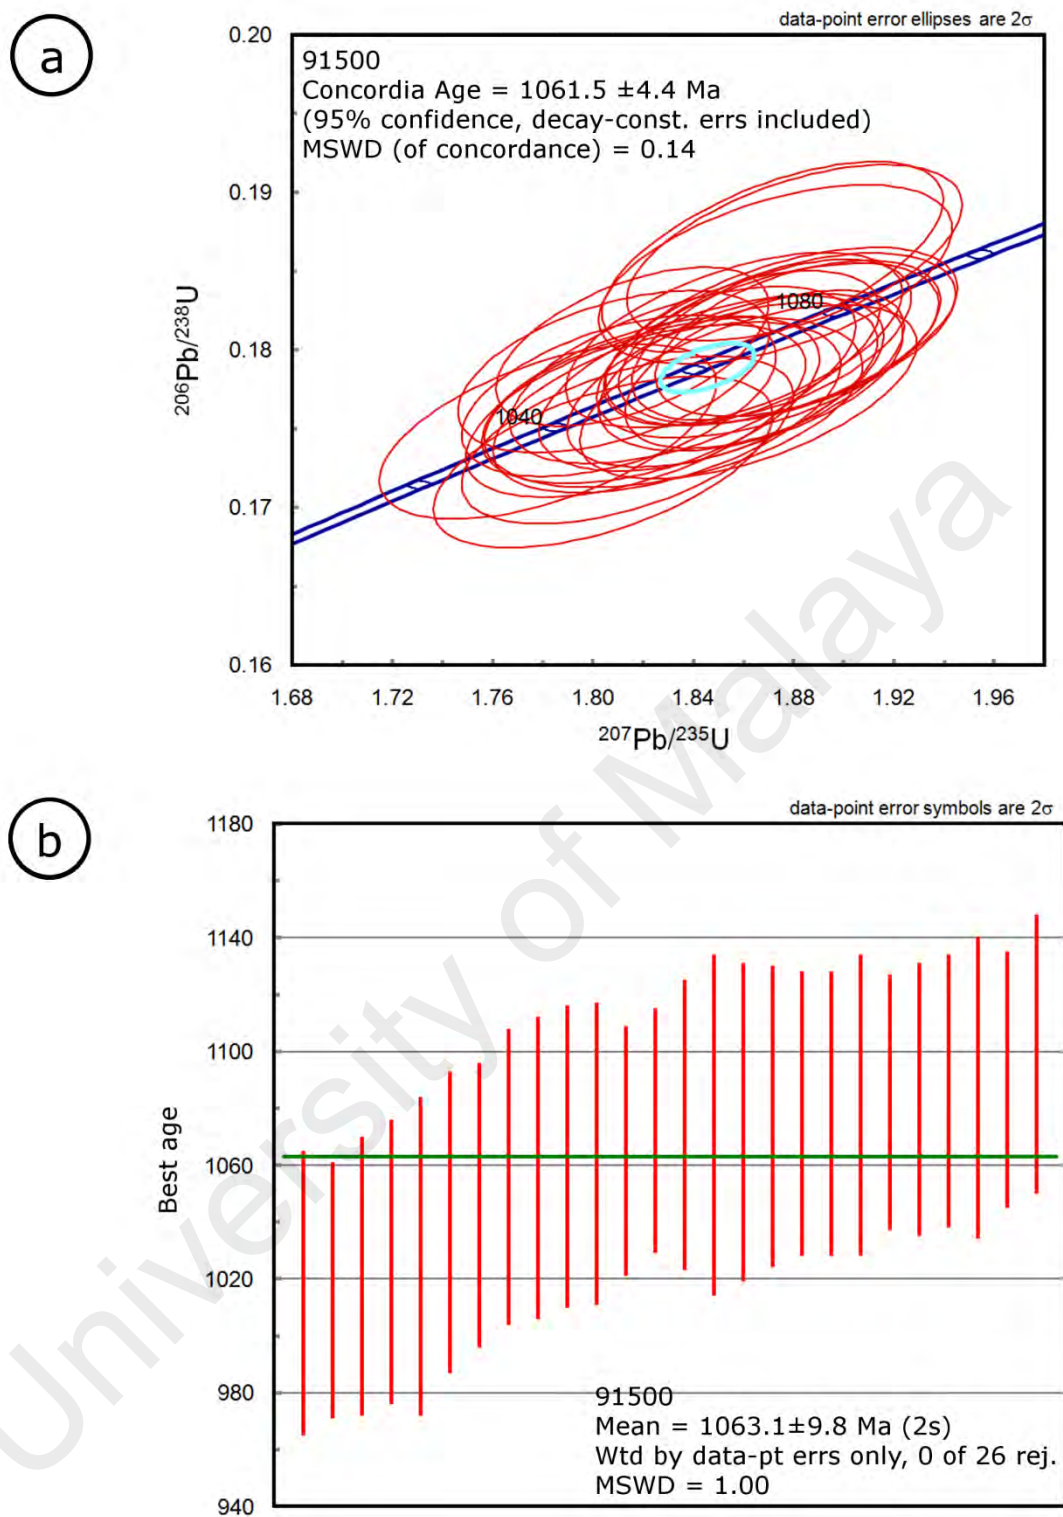 a
data-point error ellipses are 2σ
0.20
91500
Concordia Age = 1061.5 ±4.4 Ma
(95% confidence, decay-const. errs included)
MSWD (of concordance) = 0.14
0.19
1080
0.18
206Pb/238U
1040
0.17
0.16
1.68 1.72 1.76 1.80 1.84 1.88 1.92 1.96
207Pb/235U
b
data-point error symbols are 2σ
1180
1140
1100
1060
Best age
1020
980
940
91500
Mean = 1063.1±9.8 Ma (2s)
Wtd by data-pt errs only, 0 of 26 rej.
MSWD = 1.00
University of Malaya